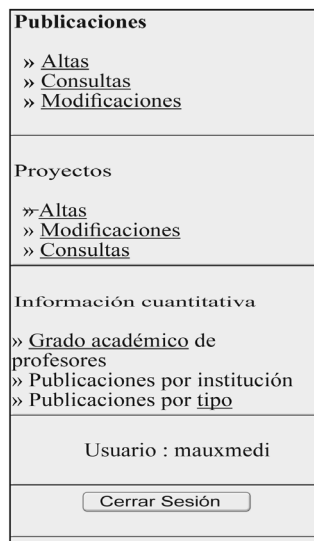 Publicaciones
» Altas
» Consultas
» Modificaciones
Proyectos
» Altas
» Modificaciones
» Consultas
Información cuantitativa
» Grado académico de
profesores
» Publicaciones por institución
» Publicaciones por tipo
Usuario : mauxmedi
Cerrar Sesión